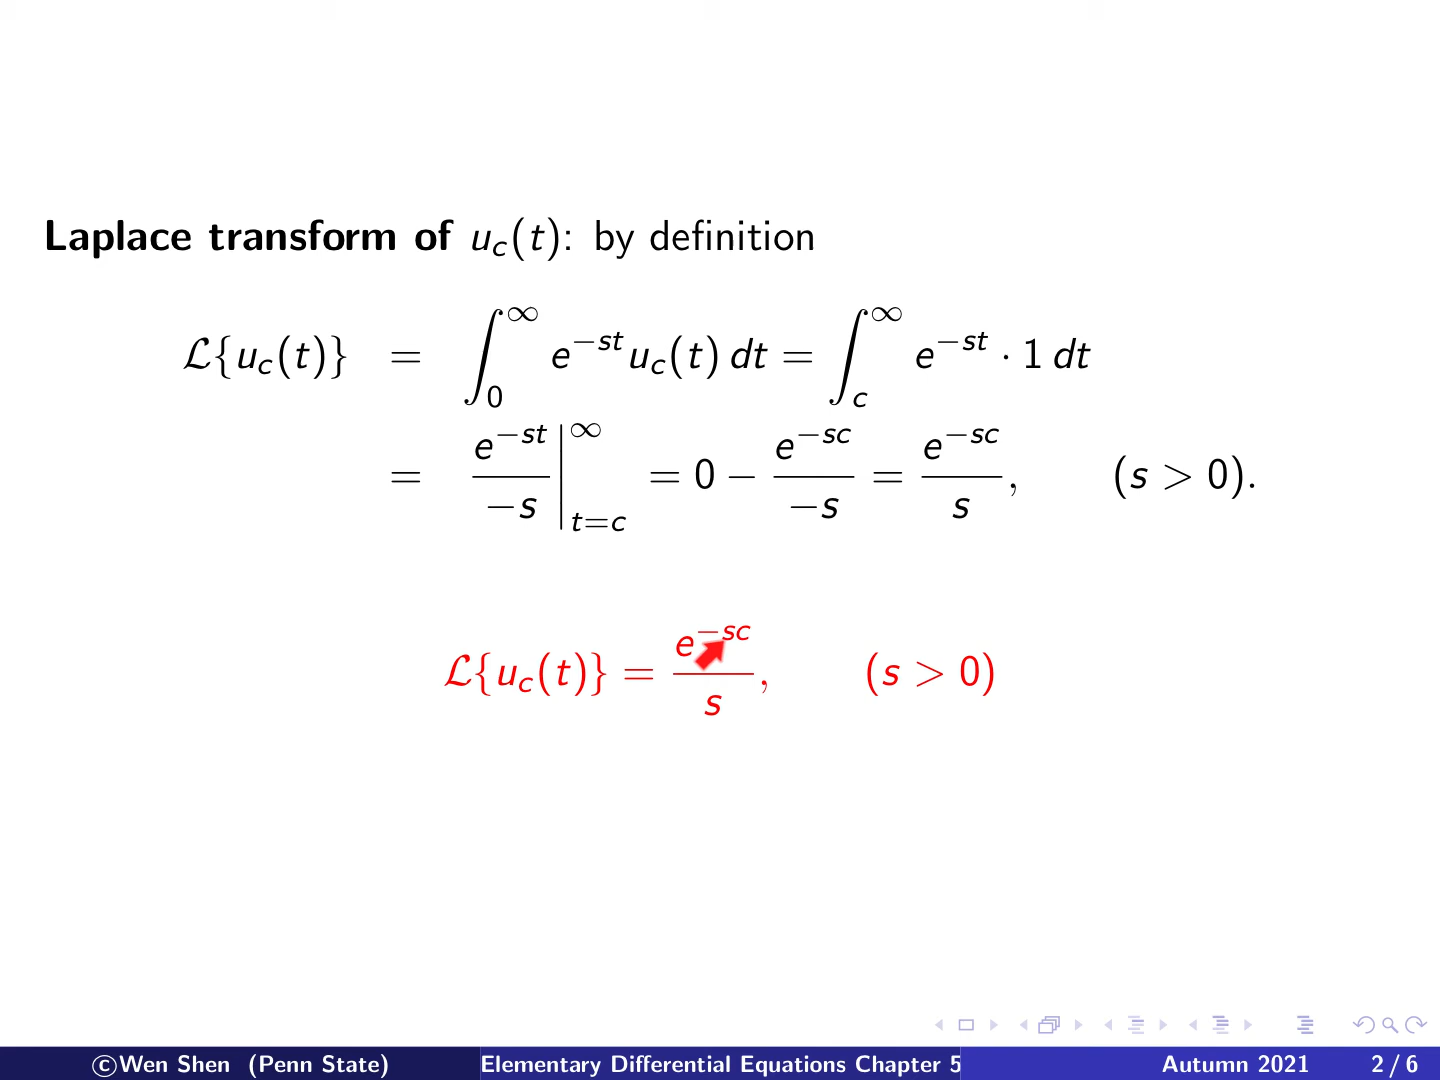 Laplace transform of u_c(t): by definition
ℒ{u_c(t)} = ∫_0^∞ e^{−st} u_c(t) dt = ∫_c^∞ e^{−st} · 1 dt
= e^{−st}/−s |_{t=c}^∞ = 0 − e^{−sc}/−s = e^{−sc}/s, (s > 0).
ℒ{u_c(t)} = e^{−sc}/s, (s > 0)
©Wen Shen (Penn State) Elementary Differential Equations Chapter 5 Autumn 2021 2 / 6